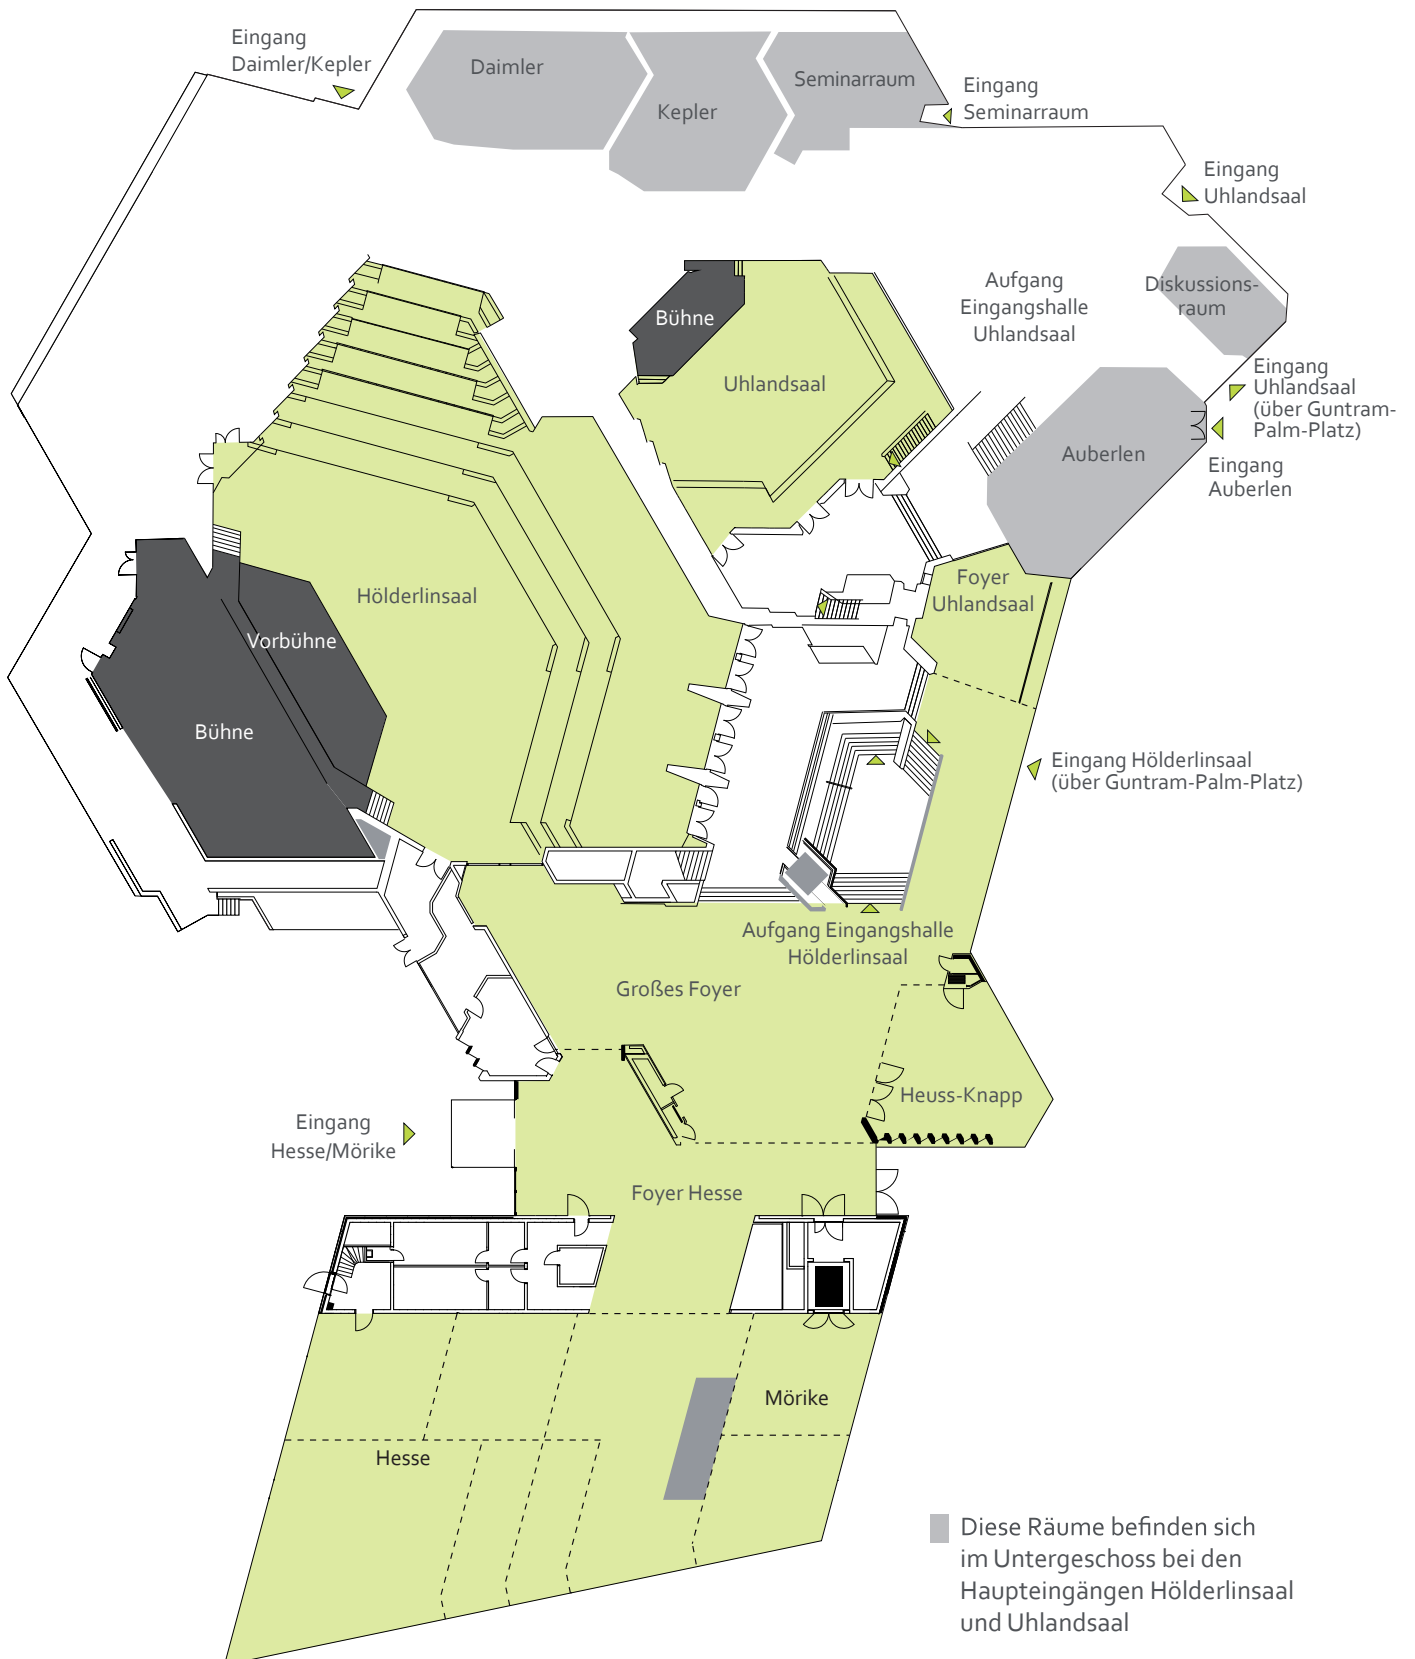 Eingang
Daimler/Kepler
Daimler
Kepler
Seminarraum
Eingang
Seminarraum
Eingang
Uhlandsaal
Diskussions-
raum
Aufgang
Eingangshalle
Uhlandsaal
Bühne
Uhlandsaal
Eingang
Uhlandsaal
(über Guntram-
Palm-Platz)
Auberlen
Eingang
Auberlen
Hölderlinsaal
Foyer
Uhlandsaal
Vorbühne
Bühne
Eingang Hölderlinsaal
(über Guntram-Palm-Platz)
Aufgang Eingangshalle
Hölderlinsaal
Großes Foyer
Heuss-Knapp
Eingang
Hesse/Mörike
Foyer Hesse
Mörike
Hesse
Diese Räume befinden sich
im Untergeschoss bei den
Haupteingängen Hölderlinsaal
und Uhlandsaal